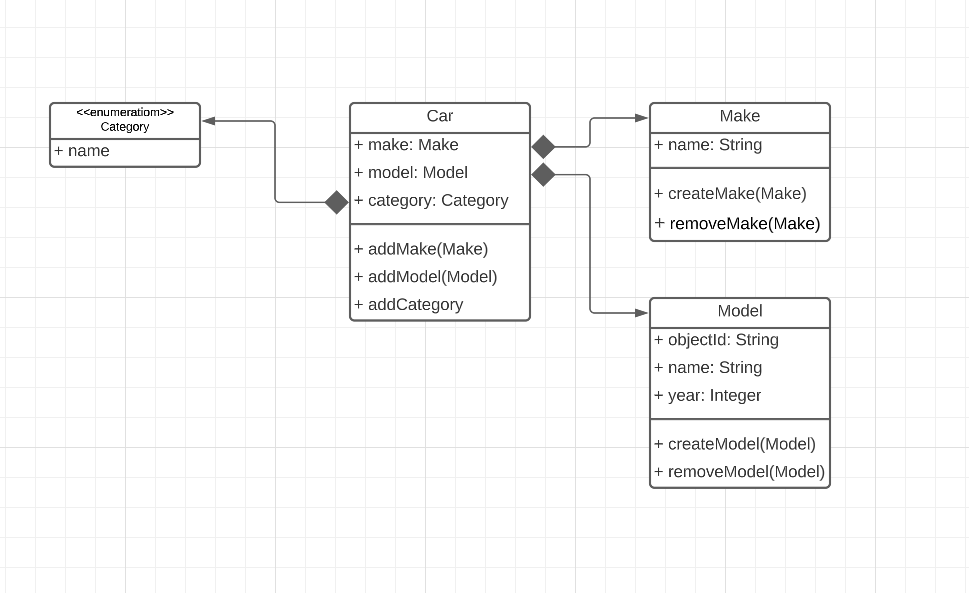 <<enumeratiom>>
Category
+ name
Car
+ make: Make
+ model: Model
+ category: Category
+ addMake(Make)
+ addModel(Model)
+ addCategory
Make
+ name: String
+ createMake(Make)
+ removeMake(Make)
Model
+ objectId: String
+ name: String
+ year: Integer
+ createModel(Model)
+ removeModel(Model)